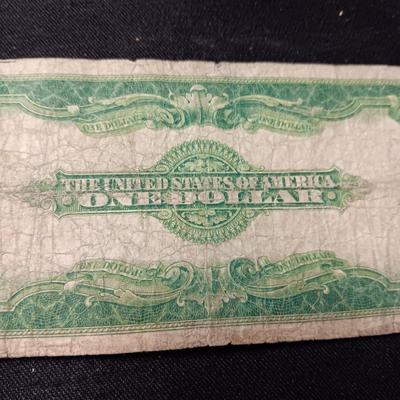 ONE DOLLAR ONE DOLLAR
THE UNITED STATES OF AMERICA
ONE DOLLAR
ONE DOLLAR ONE DOLLAR